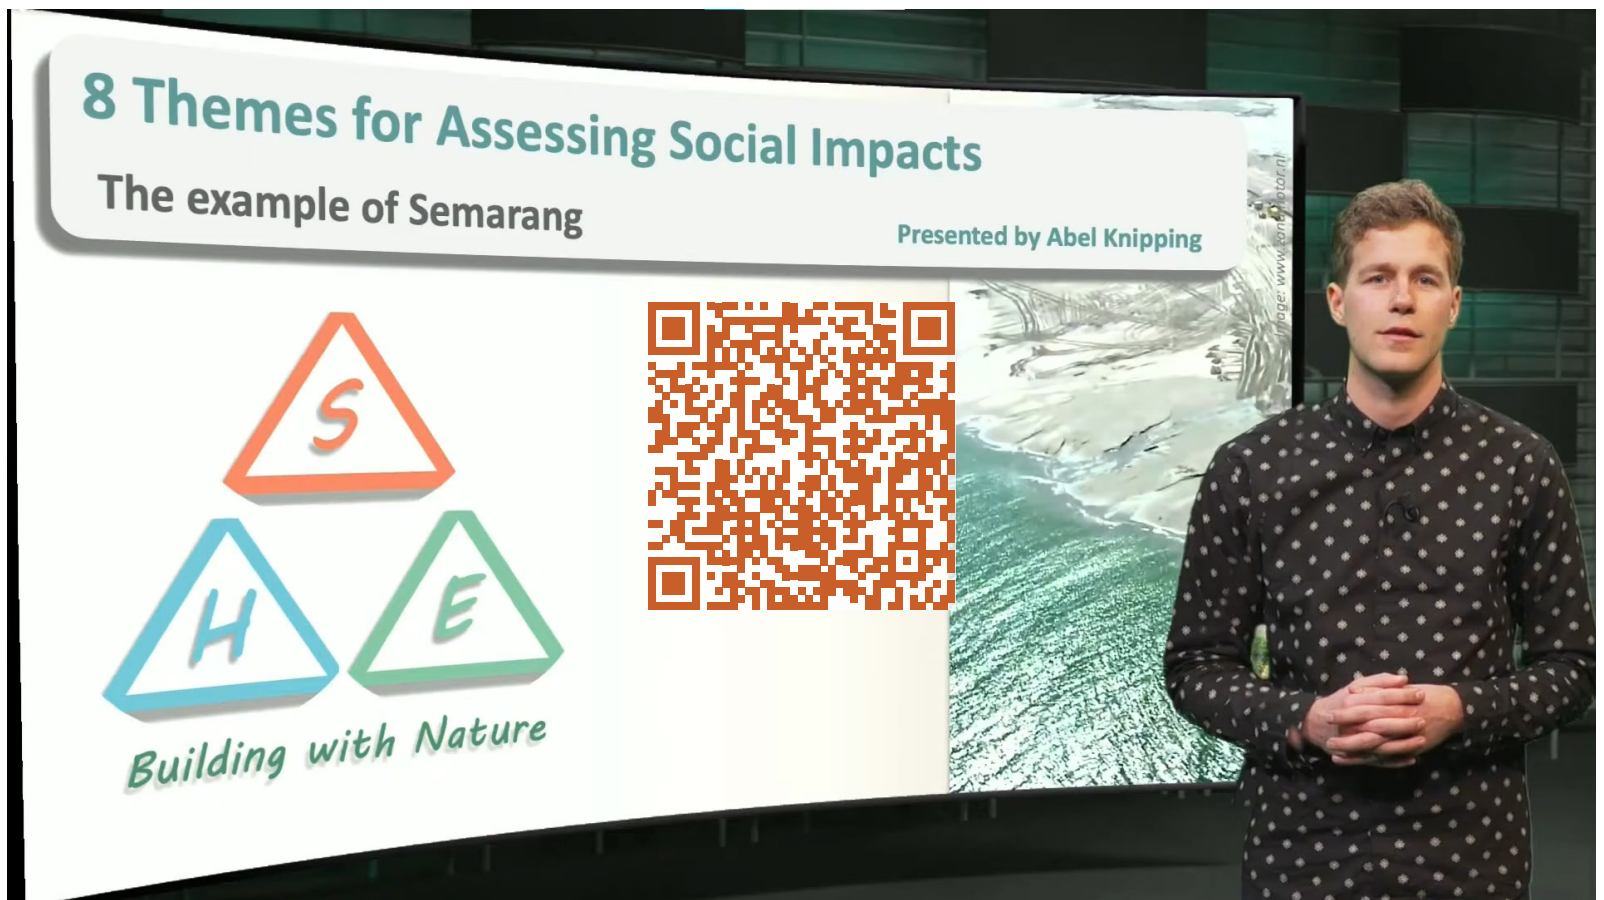 8 Themes for Assessing Social Impacts
The example of Semarang
Presented by Abel Knipping
S
H
E
Building with Nature